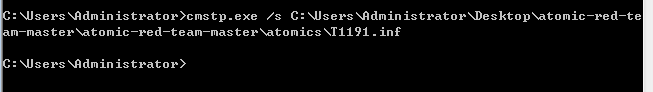 C:\Users\Administrator>cmstp.exe /s C:\Users\Administrator\Desktop\atomic-red-te
am-master\atomic-red-team-master\atomics\T1191.inf
C:\Users\Administrator>